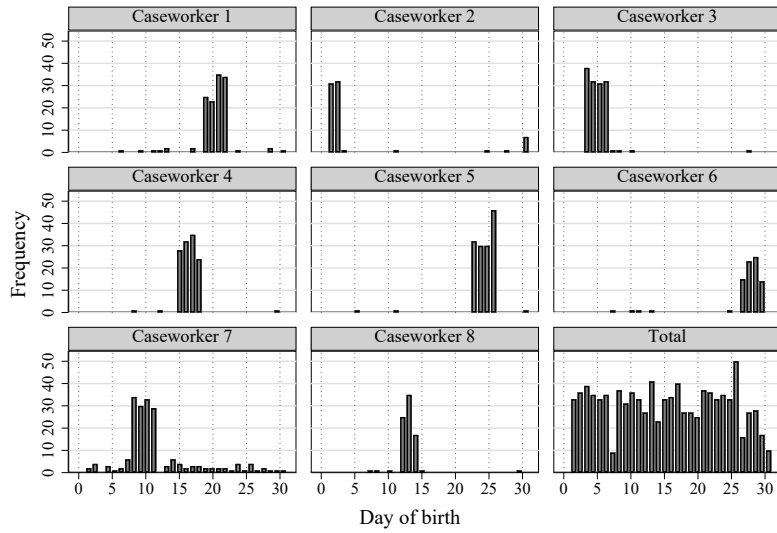 Caseworker 1 Caseworker 2 Caseworker 3
0 10 20 30 40 50
Caseworker 4 Caseworker 5 Caseworker 6
0 10 20 30 40 50
Frequency
Caseworker 7 Caseworker 8 Total
0 10 20 30 40 50
0 5 10 15 20 25 30 0 5 10 15 20 25 30 0 5 10 15 20 25 30
Day of birth